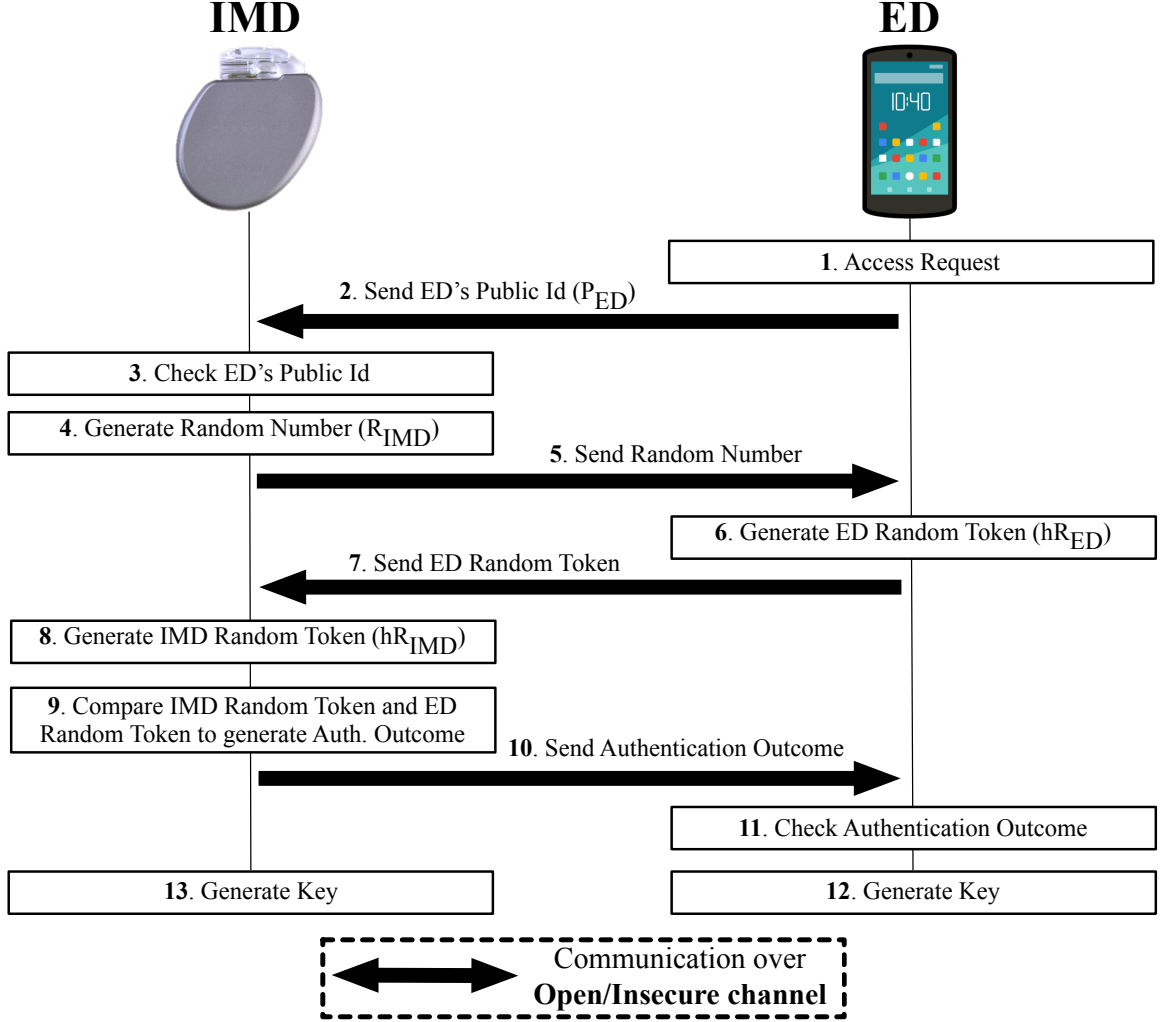 IMD
ED
10:40
1. Access Request
2. Send ED's Public Id (PED)
3. Check ED's Public Id
4. Generate Random Number (RIMD)
5. Send Random Number
6. Generate ED Random Token (hRED)
7. Send ED Random Token
8. Generate IMD Random Token (hRIMD)
9. Compare IMD Random Token and ED
Random Token to generate Auth. Outcome
10. Send Authentication Outcome
11. Check Authentication Outcome
13. Generate Key
12. Generate Key
Communication over
Open/Insecure channel